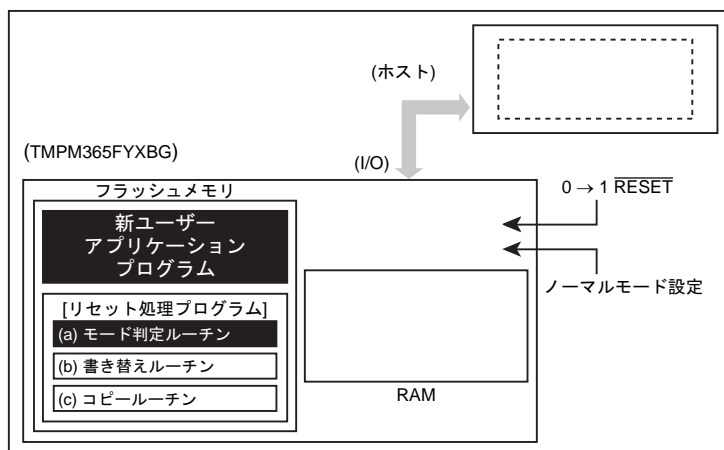 (ホスト)
(TMPM365FYXBG)
(I/O)
フラッシュメモリ
0 → 1 RESET
新ユーザー
アプリケーション
プログラム
ノーマルモード設定
[リセット処理プログラム]
(a) モード判定ルーチン
(b) 書き替えルーチン
(c) コピールーチン
RAM